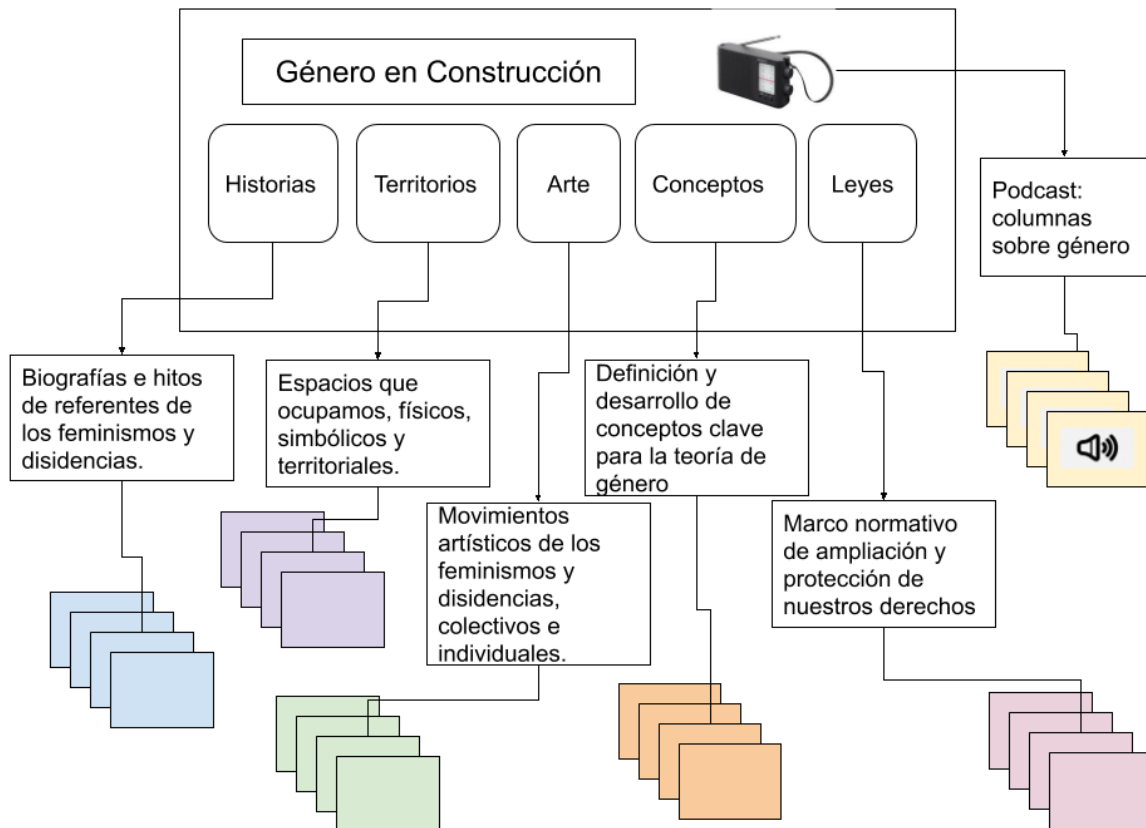 Género en Construcción
Historias
Territorios
Arte
Conceptos
Leyes
Podcast:
columnas
sobre género
Biografías e hitos
de referentes de
los feminismos y
disidencias.
Espacios que
ocupamos, físicos,
simbólicos y
territoriales.
Movimientos
artísticos de los
feminismos y
disidencias,
colectivos e
individuales.
Definición y
desarrollo de
conceptos clave
para la teoría de
género
Marco normativo
de ampliación y
protección de
nuestros derechos